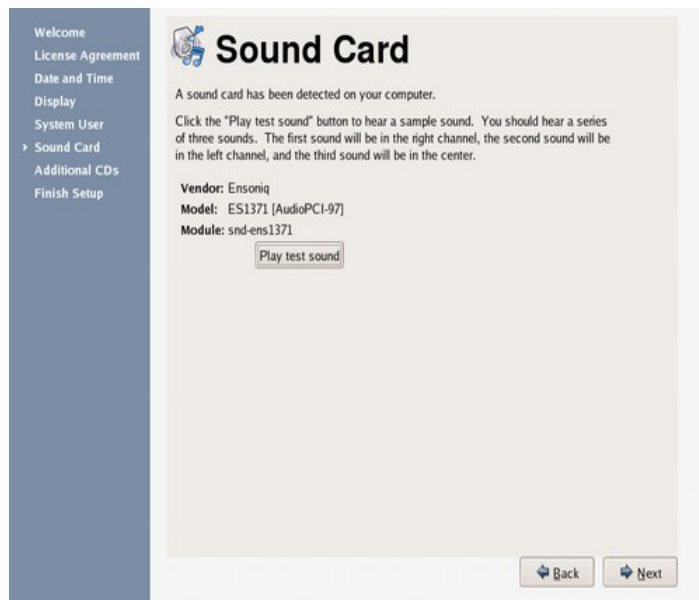 Welcome
License Agreement
Date and Time
Display
System User
Sound Card
Additional CDs
Finish Setup
Sound Card
A sound card has been detected on your computer.
Click the "Play test sound" button to hear a sample sound. You should hear a series
of three sounds. The first sound will be in the right channel, the second sound will be
in the left channel, and the third sound will be in the center.
Vendor: Ensoniq
Model: ES1371 [AudioPCI-97]
Module: snd-ens1371
Play test sound
Back
Next